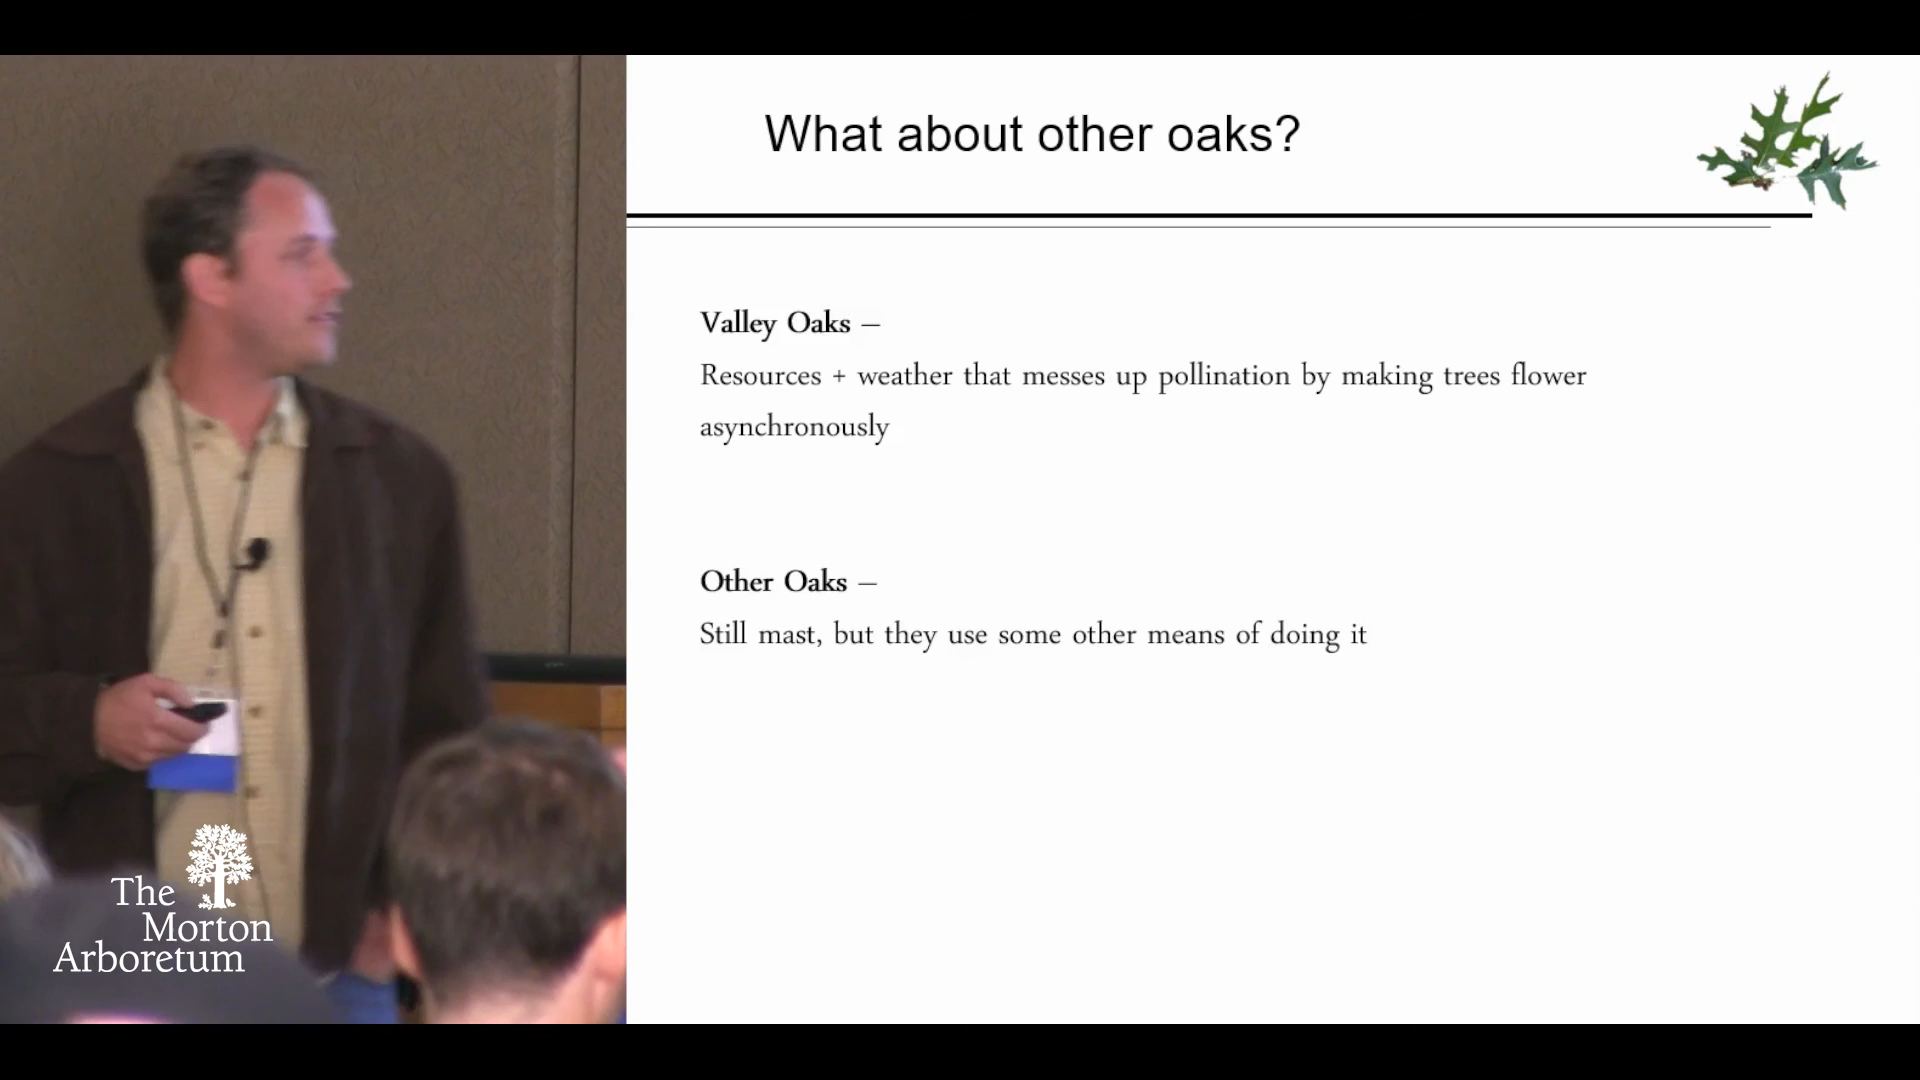 What about other oaks?
Valley Oaks –
Resources + weather that messes up pollination by making trees flower
asynchronously
Other Oaks –
Still mast, but they use some other means of doing it
The
Morton
Arboretum